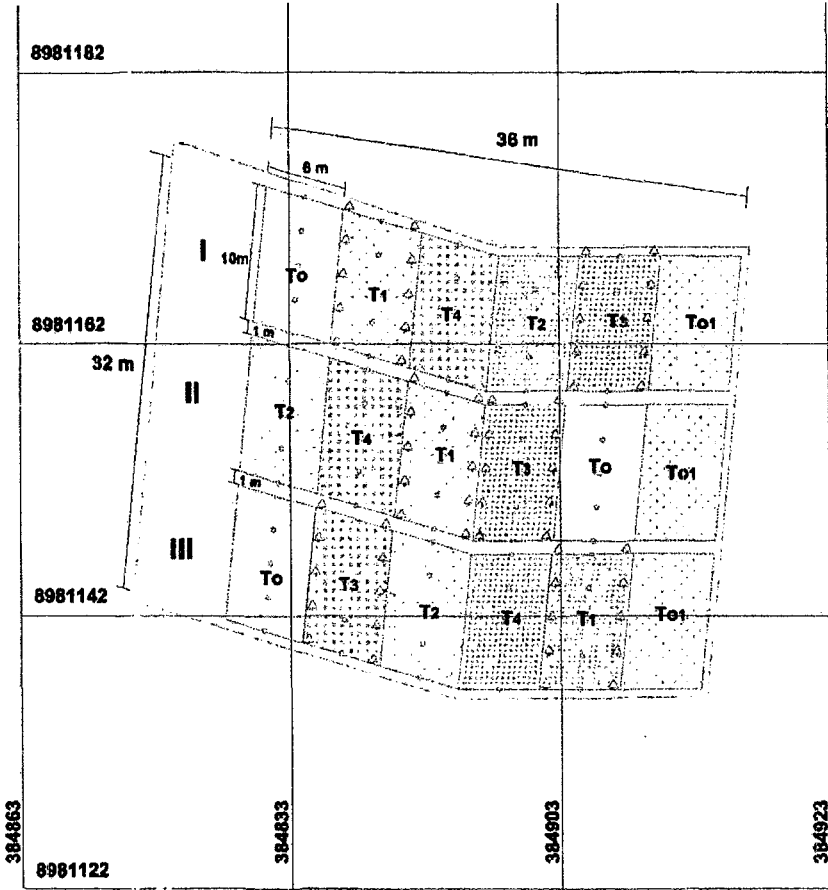 8981182
36 m
6 m
I
10m
To
T1
T4
T2
T3
To1
8981162
1 m
32 m
II
T2
T4
T1
T3
To
To1
1 m
III
To
T3
T2
T4
T1
To1
8981142
384863
384833
384903
384923
8981122